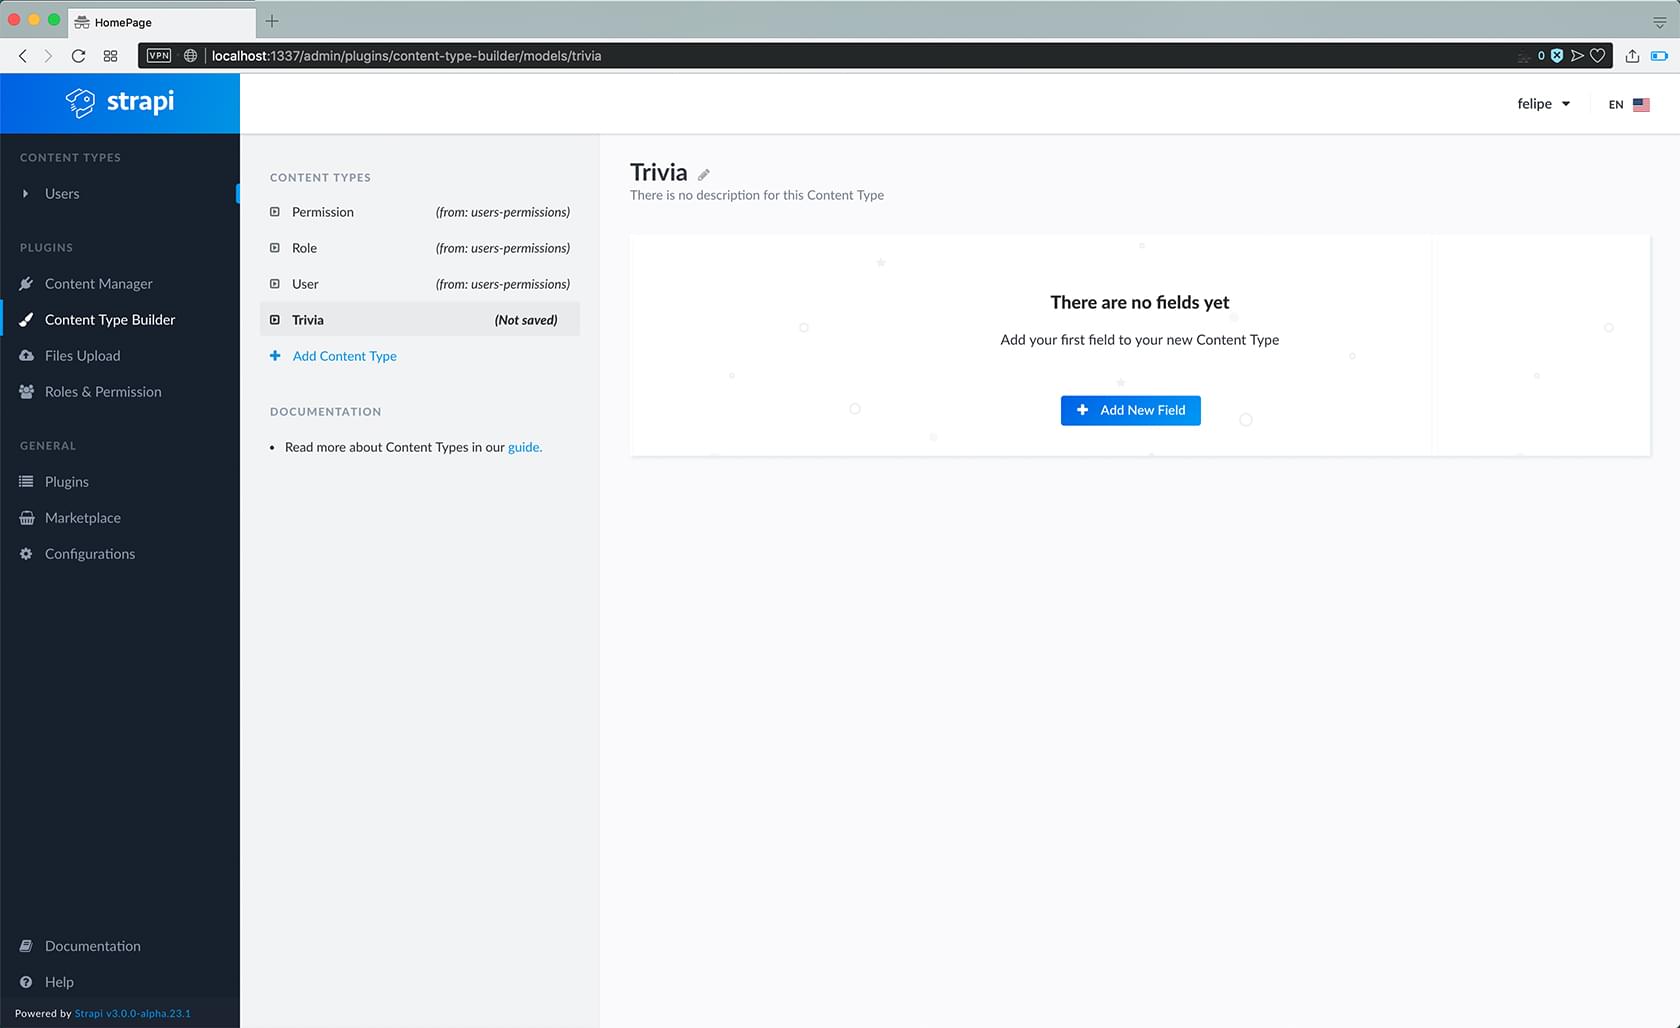 HomePage
VPN
localhost:1337/admin/plugins/content-type-builder/models/trivia
0
strapi
felipe
EN
CONTENT TYPES
Users
PLUGINS
Content Manager
Content Type Builder
Files Upload
Roles & Permission
GENERAL
Plugins
Marketplace
Configurations
Documentation
Help
Powered by Strapi v3.0.0-alpha.23.1
CONTENT TYPES
Permission (from: users-permissions)
Role (from: users-permissions)
User (from: users-permissions)
Trivia (Not saved)
Add Content Type
DOCUMENTATION
• Read more about Content Types in our guide.
Trivia
There is no description for this Content Type
There are no fields yet
Add your first field to your new Content Type
Add New Field